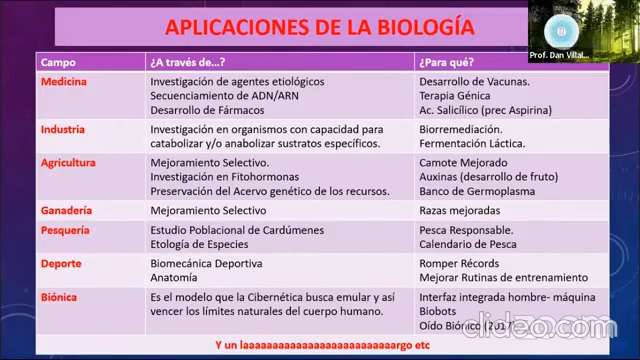 APLICACIONES DE LA BIOLOGÍA
Prof. Dan Villal...
Campo ¿A través de...? ¿Para qué?
Medicina Investigación de agentes etiológicos Desarrollo de Vacunas.
Secuenciamiento de ADN/ARN Terapia Génica
Desarrollo de Fármacos Ac. Salicílico (prec Aspirina)
Industria Investigación en organismos con capacidad para Biorremediación.
catabolizar y/o anabolizar sustratos específicos. Fermentación Láctica.
Agricultura Mejoramiento Selectivo. Camote Mejorado
Investigación en Fitohormonas Auxinas (desarrollo de fruto)
Preservación del Acervo genético de los recursos. Banco de Germoplasma
Ganadería Mejoramiento Selectivo Razas mejoradas
Pesquería Estudio Poblacional de Cardúmenes Pesca Responsable.
Etología de Especies Calendario de Pesca
Deporte Biomecánica Deportiva Romper Récords
Anatomía Mejorar Rutinas de entrenamiento
Biónica Es el modelo que la Cibernética busca emular y así Interfaz integrada hombre- máquina
vencer los límites naturales del cuerpo humano. Biobots
Oído Biónico (2017)
clideo.com
Y un laaaaaaaaaaaaaaaaaaaaaaaaaaargo etc